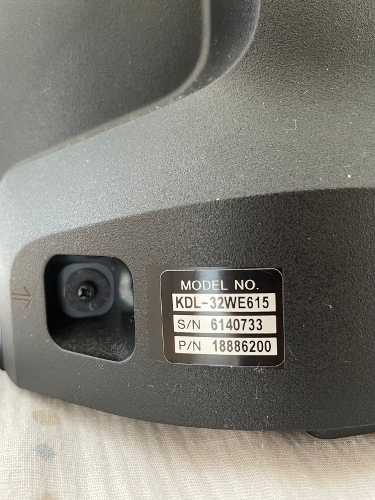 MODEL NO.
KDL-32WE615
S/N 6140733
P/N 18886200